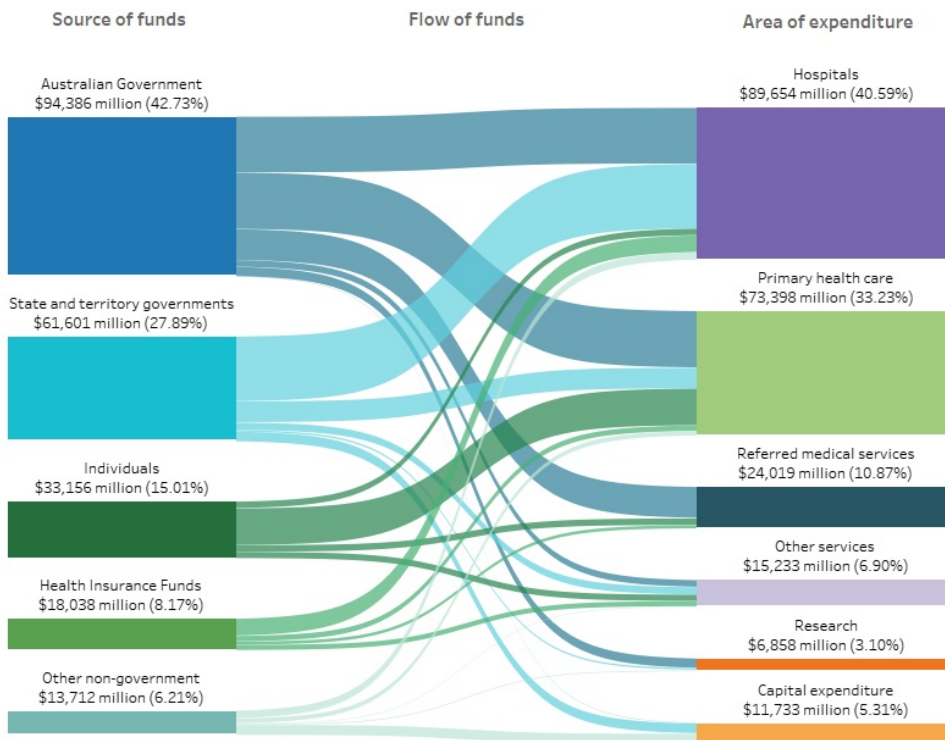 Source of funds
Flow of funds
Area of expenditure
Australian Government
$94,386 million (42.73%)
State and territory governments
$61,601 million (27.89%)
Individuals
$33,156 million (15.01%)
Health Insurance Funds
$18,038 million (8.17%)
Other non-government
$13,712 million (6.21%)
Hospitals
$89,654 million (40.59%)
Primary health care
$73,398 million (33.23%)
Referred medical services
$24,019 million (10.87%)
Other services
$15,233 million (6.90%)
Research
$6,858 million (3.10%)
Capital expenditure
$11,733 million (5.31%)